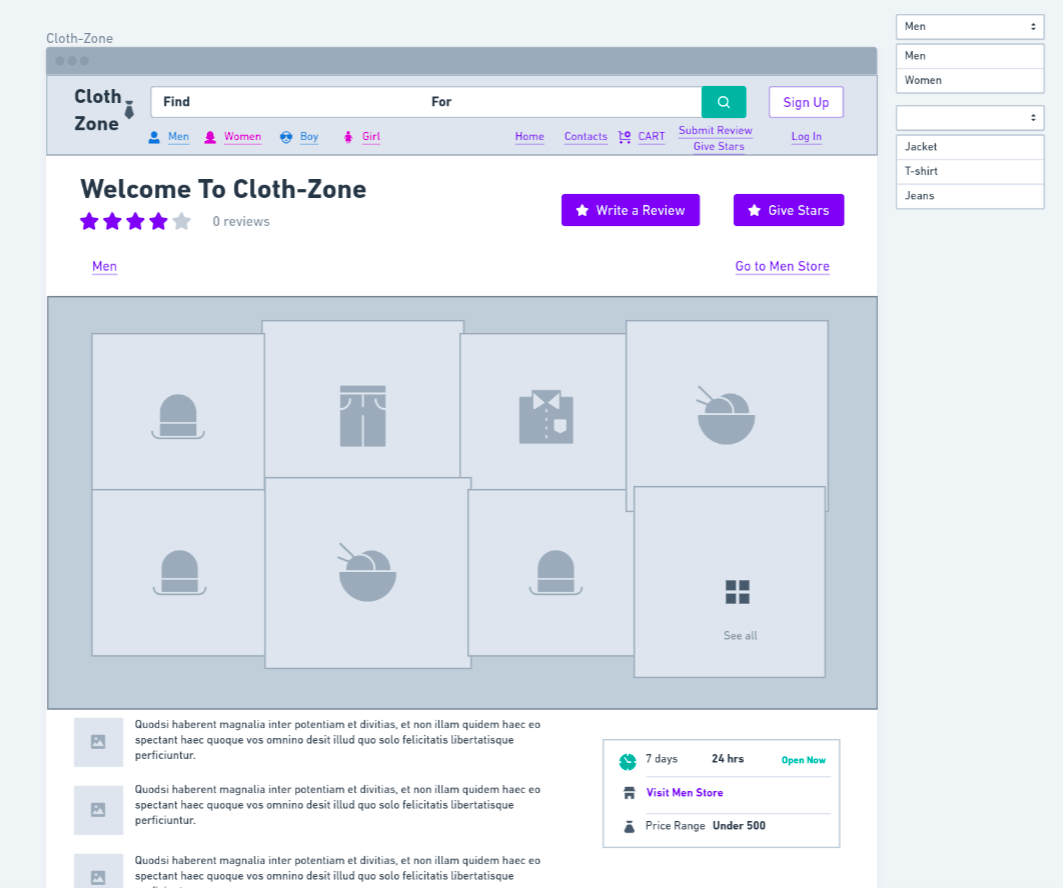 Cloth-Zone
Men
Men
Women
Jacket
T-shirt
Jeans
Cloth
Zone
Find For
Sign Up
Men Women Boy Girl
Home Contacts CART
Submit Review
Give Stars
Log In
Welcome To Cloth-Zone
0 reviews
Write a Review
Give Stars
Men
Go to Men Store
See all
Quodsi haberent magnalia inter potentiam et divitias, et non illam quidem haec eo
spectant haec quoque vos omnino desit illud quo solo felicitatis libertatisque
perficiuntur.
Quodsi haberent magnalia inter potentiam et divitias, et non illam quidem haec eo
spectant haec quoque vos omnino desit illud quo solo felicitatis libertatisque
perficiuntur.
Quodsi haberent magnalia inter potentiam et divitias, et non illam quidem haec eo
spectant haec quoque vos omnino desit illud quo solo felicitatis libertatisque
7 days 24 hrs Open Now
Visit Men Store
Price Range Under 500